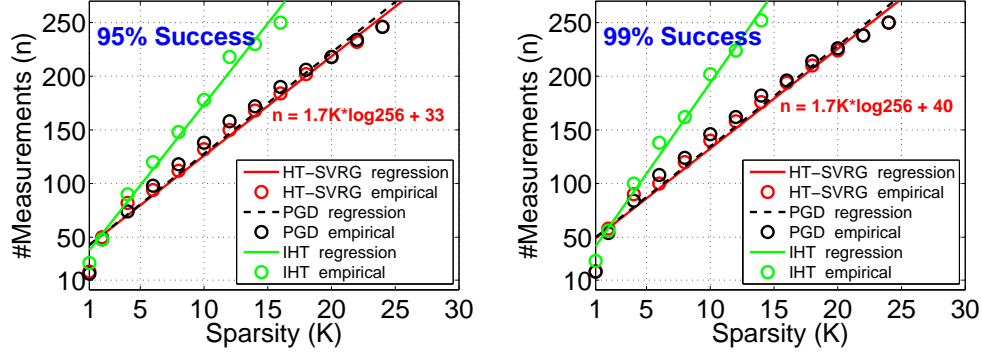 95% Success
#Measurements (n)
250
200
150
100
50
10
n = 1.7K*log256 + 33
HT−SVRG regression
HT−SVRG empirical
PGD regression
PGD empirical
IHT regression
IHT empirical
1 5 10 15 20 25 30
Sparsity (K)
99% Success
#Measurements (n)
250
200
150
100
50
10
n = 1.7K*log256 + 40
HT−SVRG regression
HT−SVRG empirical
PGD regression
PGD empirical
IHT regression
IHT empirical
1 5 10 15 20 25 30
Sparsity (K)